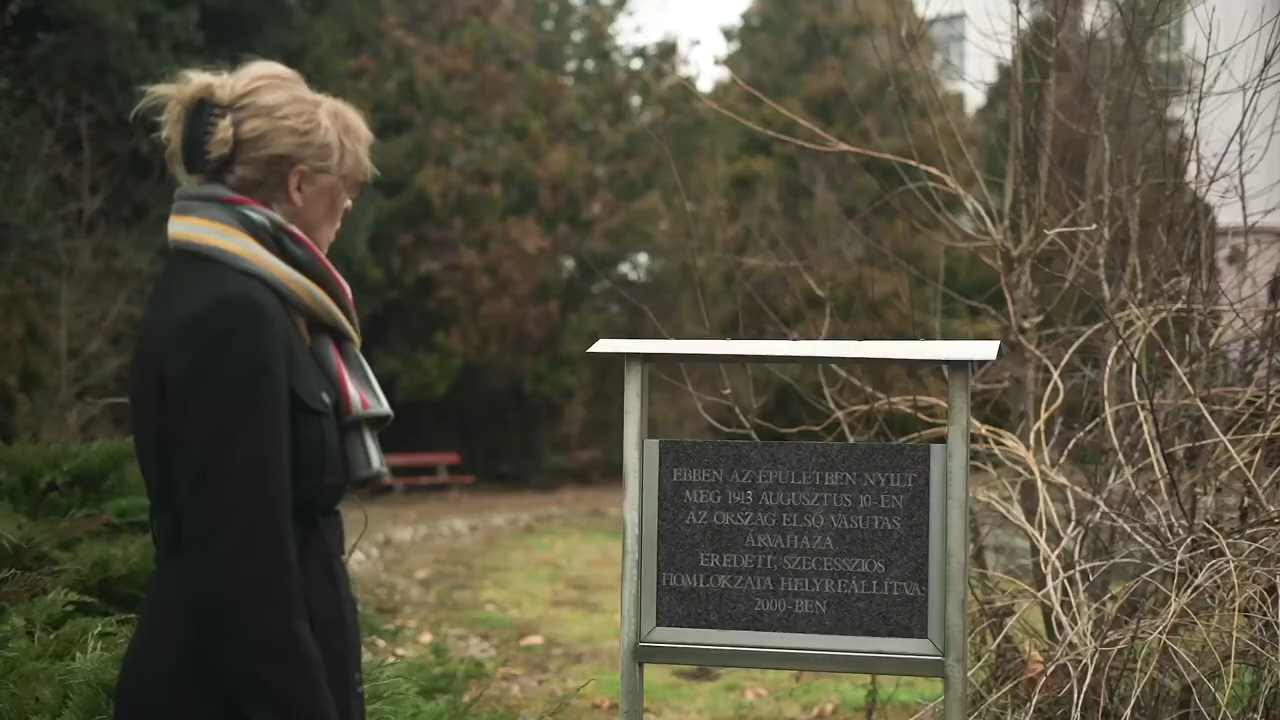 EBBEN AZ ÉPÜLETBEN NYÍLT
MEG 1913 AUGUSZTUS 10-ÉN
AZ ORSZÁG ELSŐ VASUTAS
ÁRVAHÁZA.
EREDETI, SZECESSZIÓS
HOMLOKZATA HELYREÁLLÍTVA:
2000-BEN